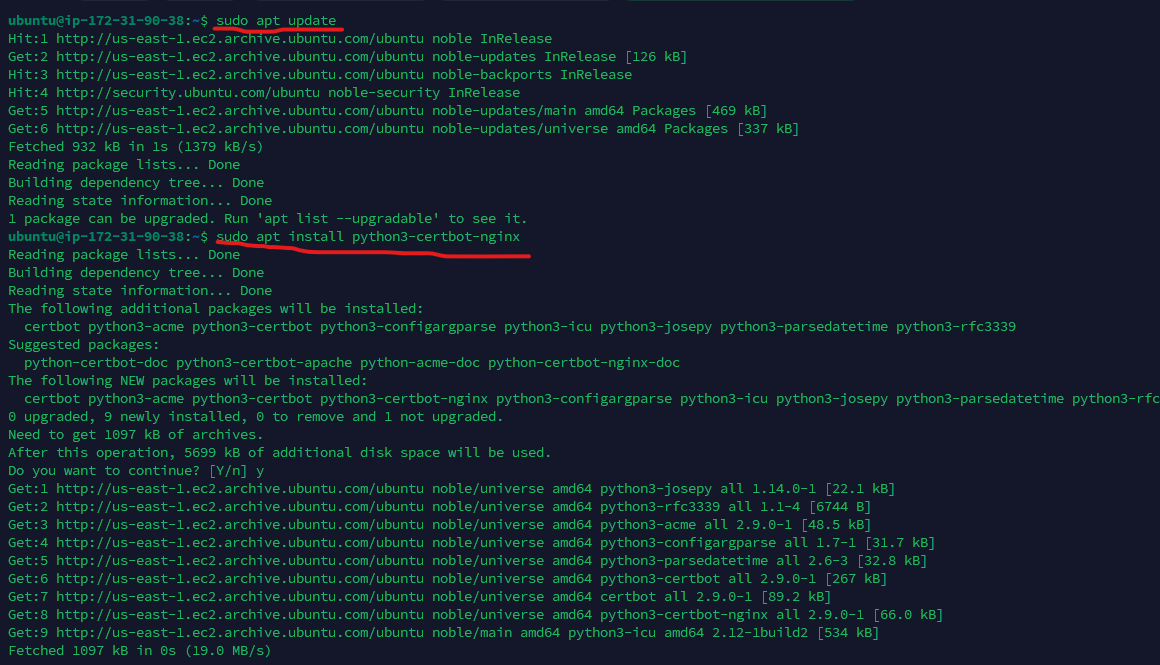 ubuntu@ip-172-31-90-38:~$ sudo apt update
Hit:1 http://us-east-1.ec2.archive.ubuntu.com/ubuntu noble InRelease
Get:2 http://us-east-1.ec2.archive.ubuntu.com/ubuntu noble-updates InRelease [126 kB]
Hit:3 http://us-east-1.ec2.archive.ubuntu.com/ubuntu noble-backports InRelease
Hit:4 http://security.ubuntu.com/ubuntu noble-security InRelease
Get:5 http://us-east-1.ec2.archive.ubuntu.com/ubuntu noble-updates/main amd64 Packages [469 kB]
Get:6 http://us-east-1.ec2.archive.ubuntu.com/ubuntu noble-updates/universe amd64 Packages [337 kB]
Fetched 932 kB in 1s (1379 kB/s)
Reading package lists... Done
Building dependency tree... Done
Reading state information... Done
1 package can be upgraded. Run 'apt list --upgradable' to see it.
ubuntu@ip-172-31-90-38:~$ sudo apt install python3-certbot-nginx
Reading package lists... Done
Building dependency tree... Done
Reading state information... Done
The following additional packages will be installed:
  certbot python3-acme python3-certbot python3-configargparse python3-icu python3-josepy python3-parsedatetime python3-rfc3339
Suggested packages:
  python-certbot-doc python3-certbot-apache python-acme-doc python-certbot-nginx-doc
The following NEW packages will be installed:
  certbot python3-acme python3-certbot python3-certbot-nginx python3-configargparse python3-icu python3-josepy python3-parsedatetime python3-rfc
0 upgraded, 9 newly installed, 0 to remove and 1 not upgraded.
Need to get 1097 kB of archives.
After this operation, 5699 kB of additional disk space will be used.
Do you want to continue? [Y/n] y
Get:1 http://us-east-1.ec2.archive.ubuntu.com/ubuntu noble/universe amd64 python3-josepy all 1.14.0-1 [22.1 kB]
Get:2 http://us-east-1.ec2.archive.ubuntu.com/ubuntu noble/universe amd64 python3-rfc3339 all 1.1-4 [6744 B]
Get:3 http://us-east-1.ec2.archive.ubuntu.com/ubuntu noble/universe amd64 python3-acme all 2.9.0-1 [48.5 kB]
Get:4 http://us-east-1.ec2.archive.ubuntu.com/ubuntu noble/universe amd64 python3-configargparse all 1.7-1 [31.7 kB]
Get:5 http://us-east-1.ec2.archive.ubuntu.com/ubuntu noble/universe amd64 python3-parsedatetime all 2.6-3 [32.8 kB]
Get:6 http://us-east-1.ec2.archive.ubuntu.com/ubuntu noble/universe amd64 python3-certbot all 2.9.0-1 [267 kB]
Get:7 http://us-east-1.ec2.archive.ubuntu.com/ubuntu noble/universe amd64 certbot all 2.9.0-1 [89.2 kB]
Get:8 http://us-east-1.ec2.archive.ubuntu.com/ubuntu noble/universe amd64 python3-certbot-nginx all 2.9.0-1 [66.0 kB]
Get:9 http://us-east-1.ec2.archive.ubuntu.com/ubuntu noble/main amd64 python3-icu amd64 2.12-1build2 [534 kB]
Fetched 1097 kB in 0s (19.0 MB/s)